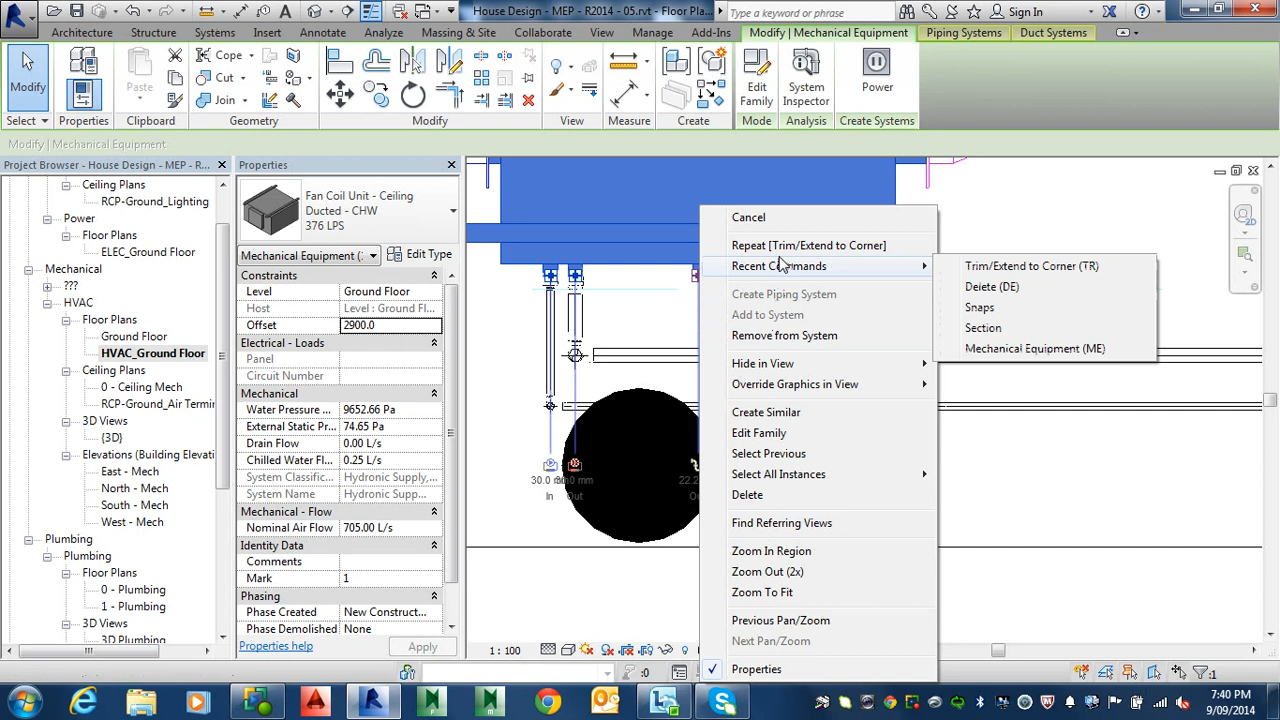 House Design - MEP - R2014 - 05.rvt - Floor Pla...
Type a keyword or phrase
Sign In
Architecture
Structure
Systems
Insert
Annotate
Analyze
Massing & Site
Collaborate
View
Manage
Add-Ins
Modify | Mechanical Equipment
Piping Systems
Duct Systems
Modify
Paste
Cope
Cut
Join
Edit
Family
System
Inspector
Power
Select
Properties
Clipboard
Geometry
Modify
View
Measure
Create
Mode
Analysis
Create Systems
Modify | Mechanical Equipment
Project Browser - House Design - MEP - R...
Ceiling Plans
RCP-Ground_Lighting
Power
Floor Plans
ELEC_Ground Floor
Mechanical
???
HVAC
Floor Plans
Ground Floor
HVAC_Ground Floor
Ceiling Plans
0 - Ceiling Mech
RCP-Ground_Air Termin
3D Views
{3D}
Elevations (Building Elevati
East - Mech
North - Mech
South - Mech
West - Mech
Plumbing
Plumbing
Floor Plans
0 - Plumbing
1 - Plumbing
3D Views
3D Plumbing
Properties
Fan Coil Unit - Ceiling
Ducted - CHW
376 LPS
Mechanical Equipment (
Edit Type
Constraints
Level Ground Floor
Host Level : Ground Fl...
Offset 2900.0
Electrical - Loads
Panel
Circuit Number
Mechanical
Water Pressure ... 9652.66 Pa
External Static Pr... 74.65 Pa
Drain Flow 0.00 L/s
Chilled Water Fl... 0.25 L/s
System Classific... Hydronic Supply,...
System Name Hydronic Supp...
Mechanical - Flow
Nominal Air Flow 705.00 L/s
Identity Data
Comments
Mark 1
Phasing
Phase Created New Construct...
Phase Demolished None
Properties help
Apply
30.0 mm
In
Out
22.2
Cancel
Repeat [Trim/Extend to Corner]
Recent Commands
Create Piping System
Add to System
Remove from System
Hide in View
Override Graphics in View
Create Similar
Edit Family
Select Previous
Select All Instances
Delete
Find Referring Views
Zoom In Region
Zoom Out (2x)
Zoom To Fit
Previous Pan/Zoom
Next Pan/Zoom
Properties
Trim/Extend to Corner (TR)
Delete (DE)
Snaps
Section
Mechanical Equipment (ME)
1 : 100
:0
:1
7:40 PM
9/09/2014